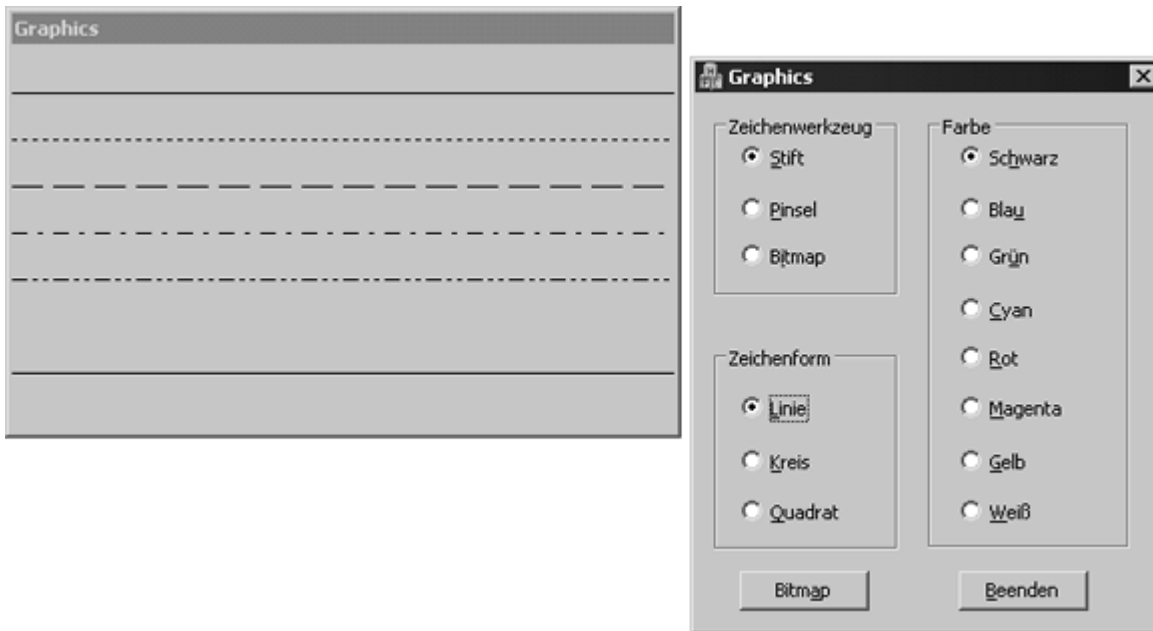 Graphics
Graphics
Zeichenwerkzeug
Stift
Pinsel
Bitmap
Zeichenform
Linie
Kreis
Quadrat
Farbe
Schwarz
Blau
Grün
Cyan
Rot
Magenta
Gelb
Weiß
Bitmap
Beenden